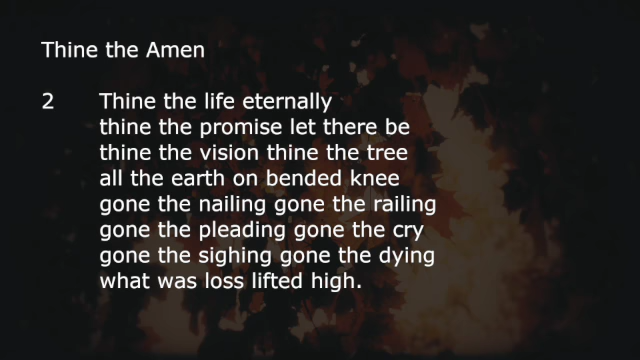 Thine the Amen
2 Thine the life eternally
thine the promise let there be
thine the vision thine the tree
all the earth on bended knee
gone the nailing gone the railing
gone the pleading gone the cry
gone the sighing gone the dying
what was loss lifted high.